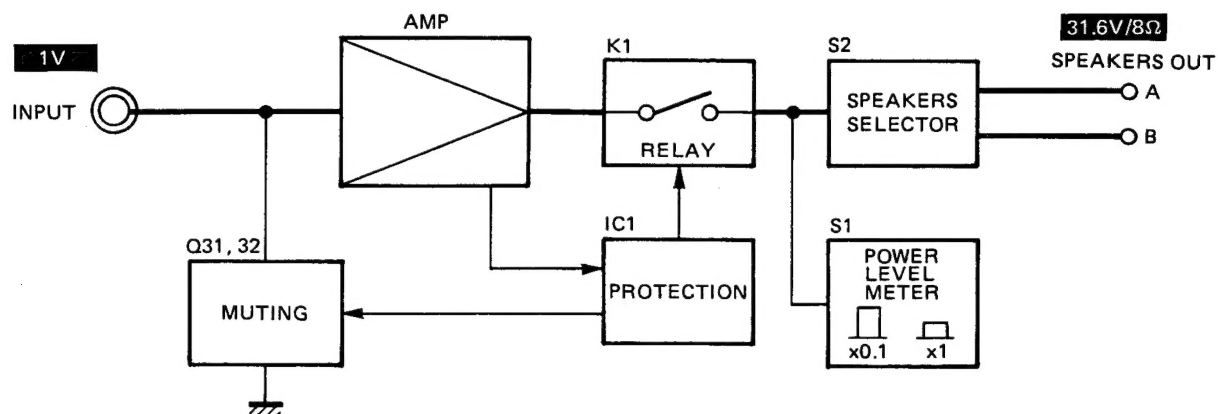 AMP
1V
INPUT
K1
RELAY
S2
SPEAKERS
SELECTOR
31.6V/8Ω
SPEAKERS OUT
A
B
Q31, 32
MUTING
IC1
PROTECTION
S1
POWER
LEVEL
METER
x0.1 x1